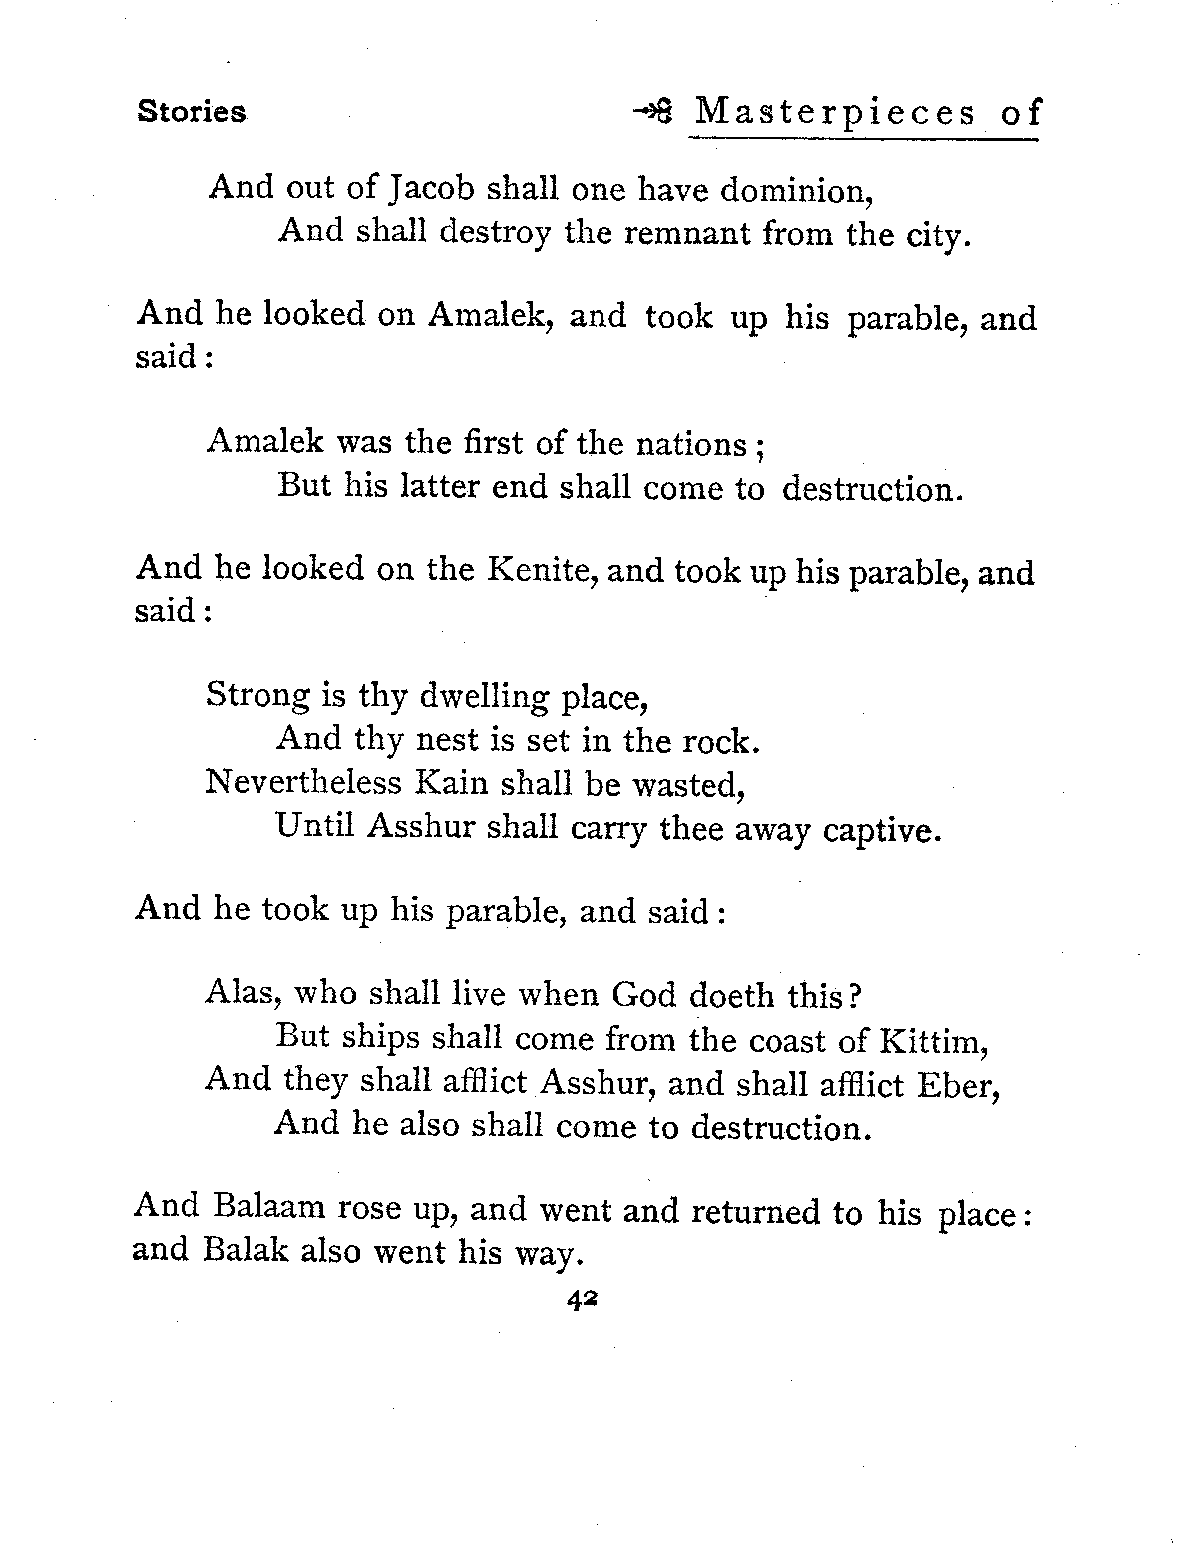 Stories Masterpieces of
And out of Jacob shall one have dominion,
And shall destroy the remnant from the city.
And he looked on Amalek, and took up his parable, and
said :
Amalek was the first of the nations ;
But his latter end shall come to destruction.
And he looked on the Kenite, and took up his parable, and
said :
Strong is thy dwelling place,
And thy nest is set in the rock.
Nevertheless Kain shall be wasted,
Until Asshur shall carry thee away captive.
And he took up his parable, and said :
Alas, who shall live when God doeth this?
But ships shall come from the coast of Kittim,
And they shall afflict Asshur, and shall afflict Eber,
And he also shall come to destruction.
And Balaam rose up, and went and returned to his place :
and Balak also went his way.
42